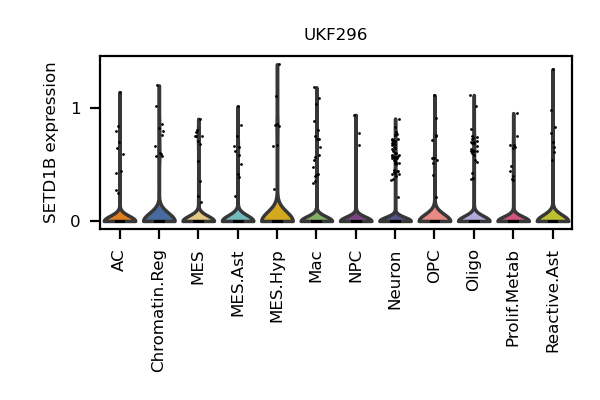 UKF296
SETD1B expression
1
0
AC
Chromatin.Reg
MES
MES.Ast
MES.Hyp
Mac
NPC
Neuron
OPC
Oligo
Prolif.Metab
Reactive.Ast